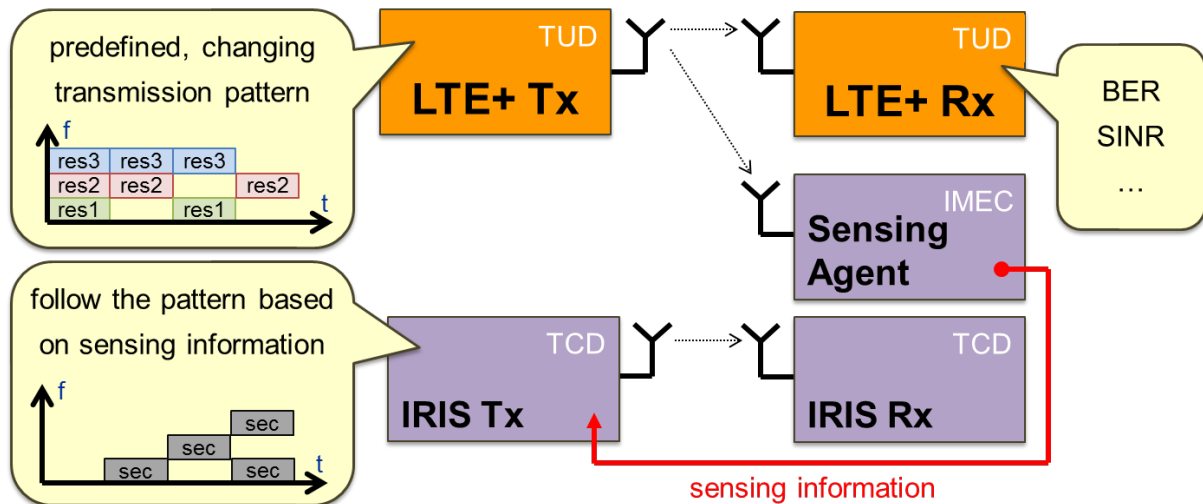 predefined, changing
transmission pattern
f
res3 res3 res3
res2 res2 res2
res1 res1
t
TUD
LTE+ Tx
TUD
LTE+ Rx
BER
SINR
...
IMEC
Sensing
Agent
follow the pattern based
on sensing information
f
sec
sec
sec sec
t
TCD
IRIS Tx
TCD
IRIS Rx
sensing information